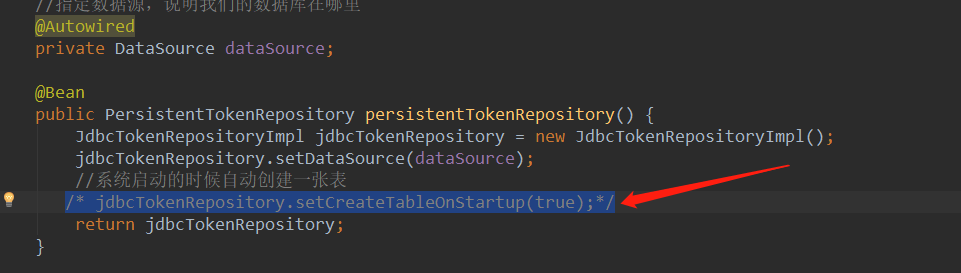 //指定数据源，说明我们的数据库在哪里
@Autowired
private DataSource dataSource;
@Bean
public PersistentTokenRepository persistentTokenRepository() {
JdbcTokenRepositoryImpl jdbcTokenRepository = new JdbcTokenRepositoryImpl();
jdbcTokenRepository.setDataSource(dataSource);
//系统启动的时候自动创建一张表
/* jdbcTokenRepository.setCreateTableOnStartup(true);*/
return jdbcTokenRepository;
}